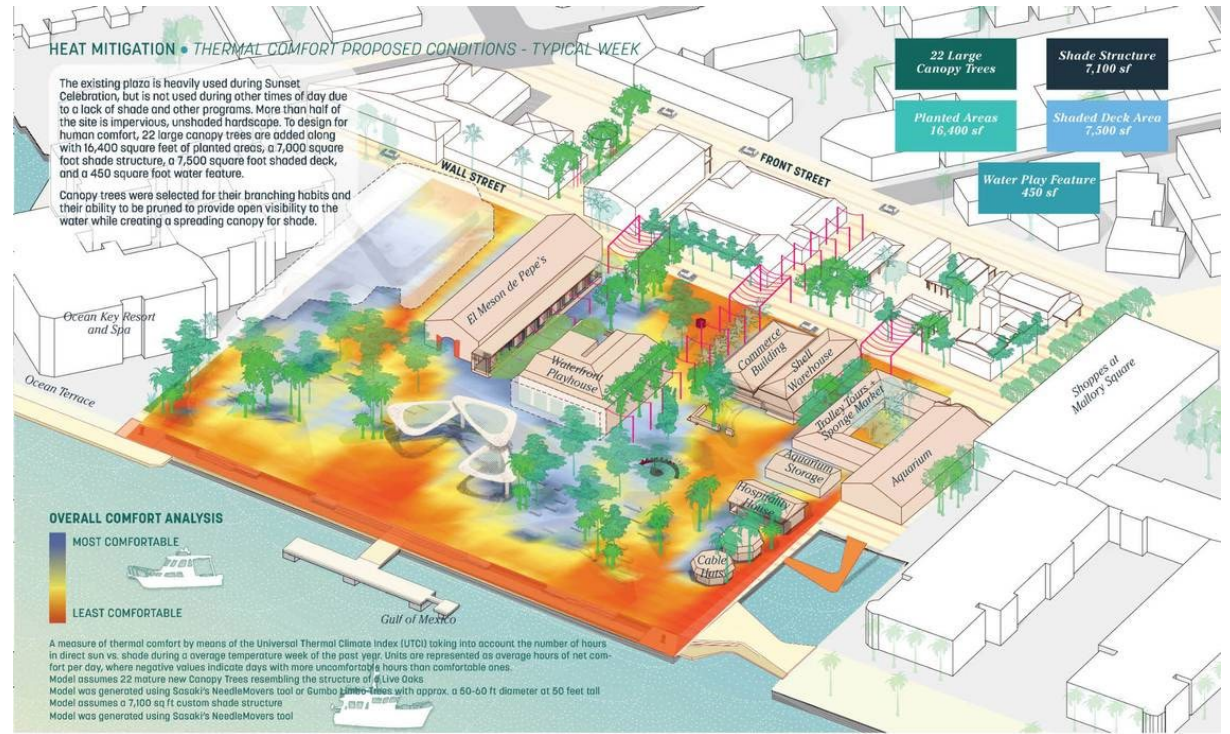 HEAT MITIGATION • THERMAL COMFORT PROPOSED CONDITIONS - TYPICAL WEEK
The existing plaza is heavily used during Sunset
Celebration, but is not used during other times of day due
to a lack of shade and other programs. More than half of
the site is impervious, unshaded hardscape. To design for
human comfort, 22 large canopy trees are added along
with 16,400 square feet of planted areas, a 7,000 square
foot shade structure, a 7,500 square foot shaded deck,
and a 450 square foot water feature.
Canopy trees were selected for their branching habits and
their ability to be pruned to provide open visibility to the
water while creating a spreading canopy for shade.
22 Large
Canopy Trees
Shade Structure
7,100 sf
Planted Areas
16,400 sf
Shaded Deck Area
7,500 sf
Water Play Feature
450 sf
WALL STREET
FRONT STREET
Ocean Key Resort
and Spa
Ocean Terrace
El Meson de Pepe's
Waterfront
Playhouse
Commerce
Building
Shell
Warehouse
Trolley Tours +
Sponge Market
Aquarium
Aquarium
Storage
Hospitality
House
Cable
Huts
Shoppes at
Mallory Square
Gulf of Mexico
OVERALL COMFORT ANALYSIS
MOST COMFORTABLE
LEAST COMFORTABLE
A measure of thermal comfort by means of the Universal Thermal Climate Index (UTCI) taking into account the number of hours
in direct sun vs. shade during a average temperature week of the past year. Units are represented as average hours of net com-
fort per day, where negative values indicate days with more uncomfortable hours than comfortable ones.
Model assumes 22 mature new Canopy Trees resembling the structure of a Live Oaks
Model was generated using Sasaki's NeedleMovers tool or Gumbo Limbo Trees with approx. a 50-60 ft diameter at 50 feet tall
Model assumes a 7,100 sq ft custom shade structure
Model was generated using Sasaki's NeedleMovers tool